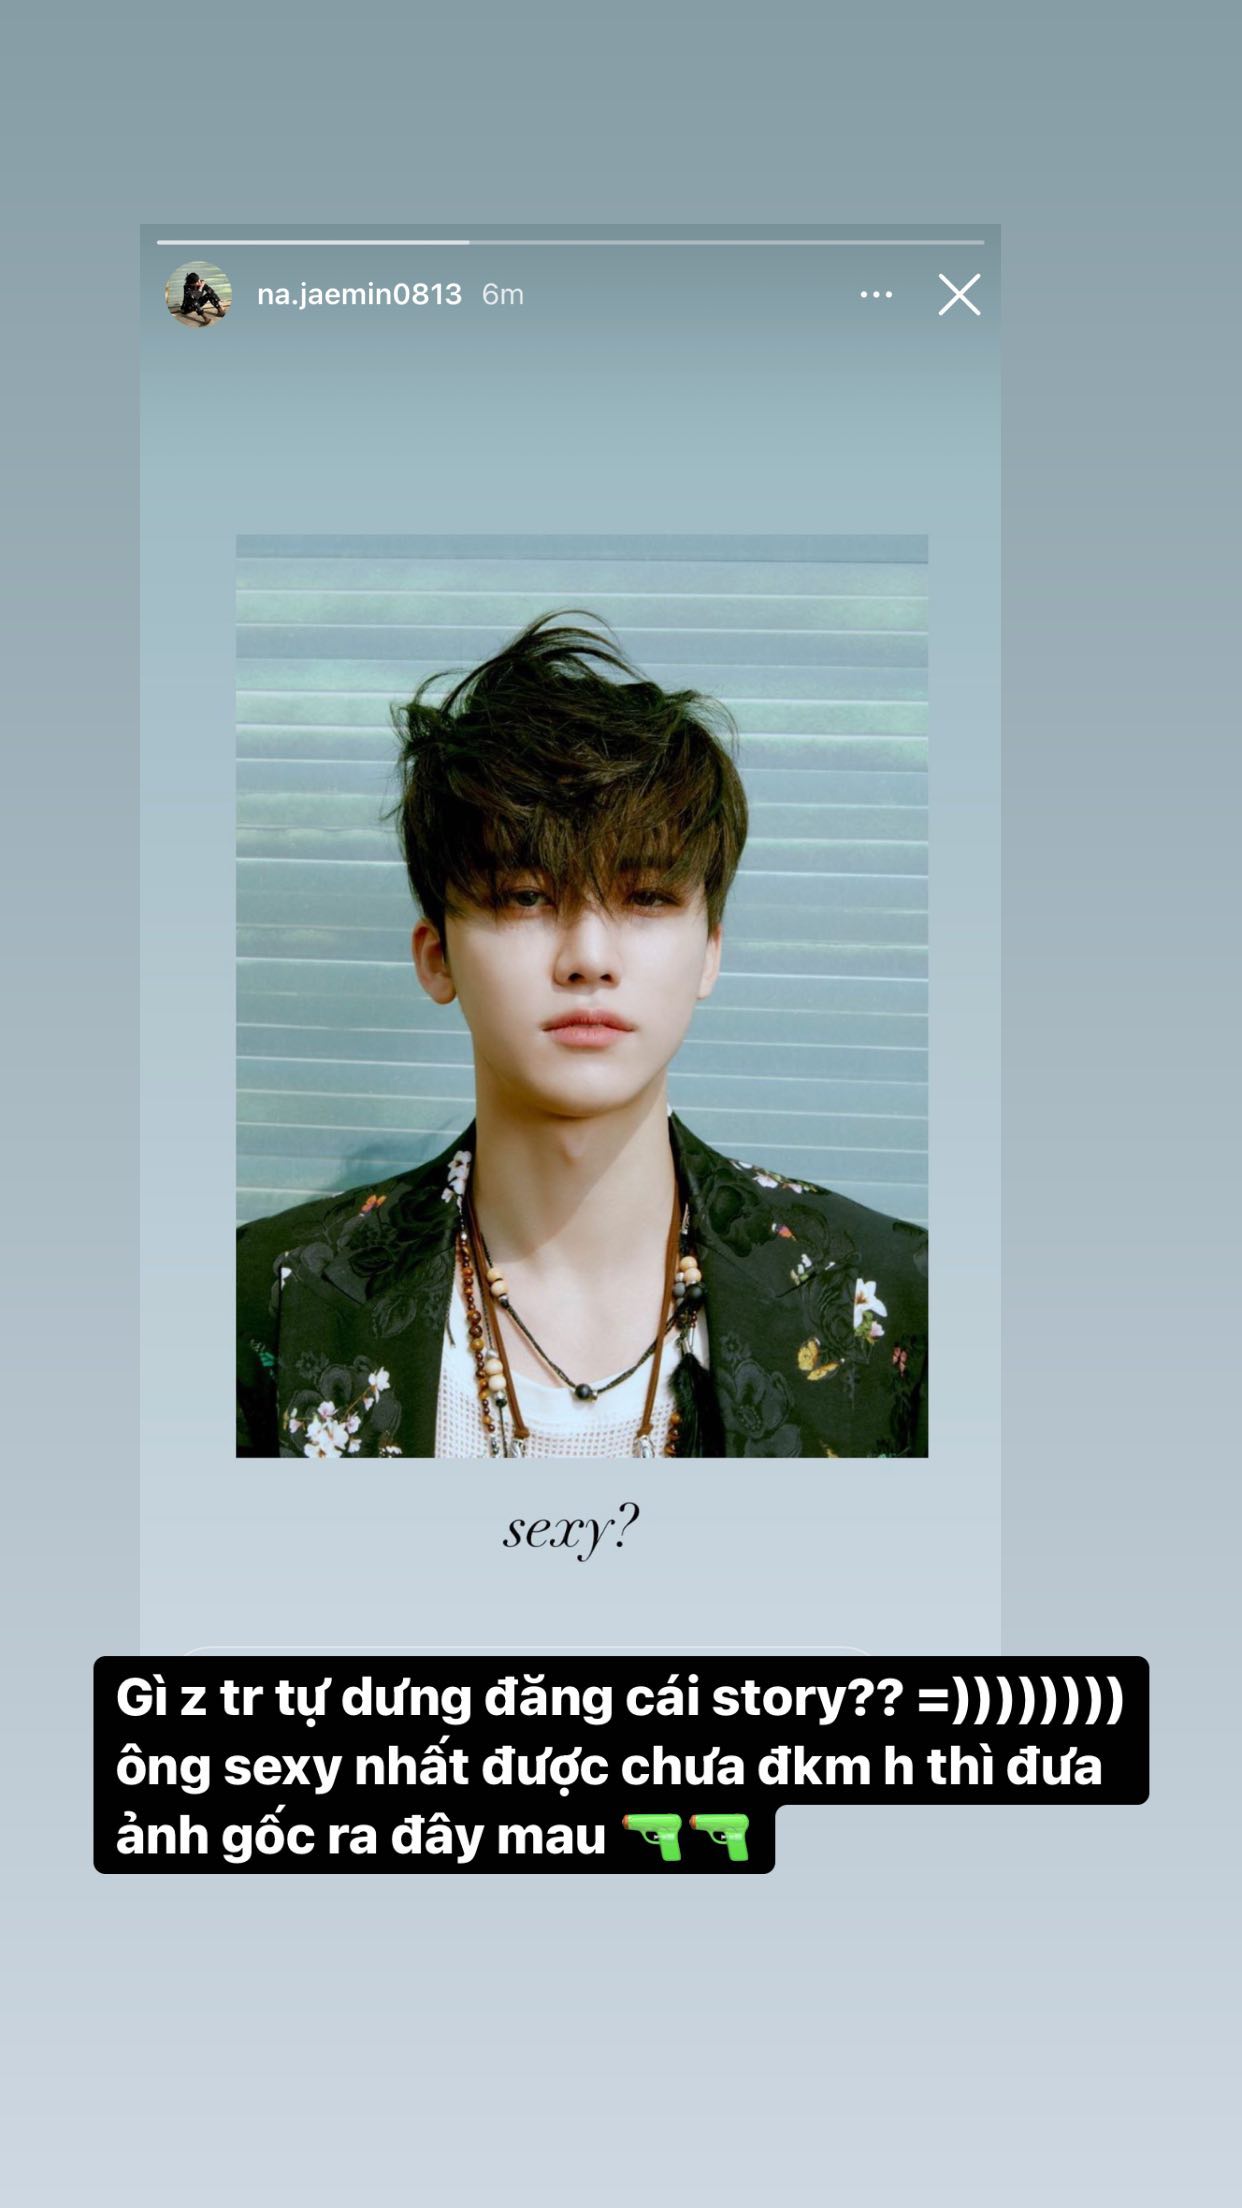 na.jaemin0813 6m
sexy?
Gì z tr tự dưng đăng cái story?? =))))))))))
ông sexy nhất được chưa đkm h thì đưa
ảnh gốc ra đây mau 🔫🔫